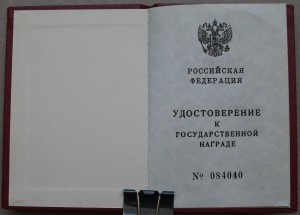 РОССИЙСКАЯ
ФЕДЕРАЦИЯ
УДОСТОВЕРЕНИЕ
К
ГОСУДАРСТВЕННОЙ
НАГРАДЕ
№ 084040